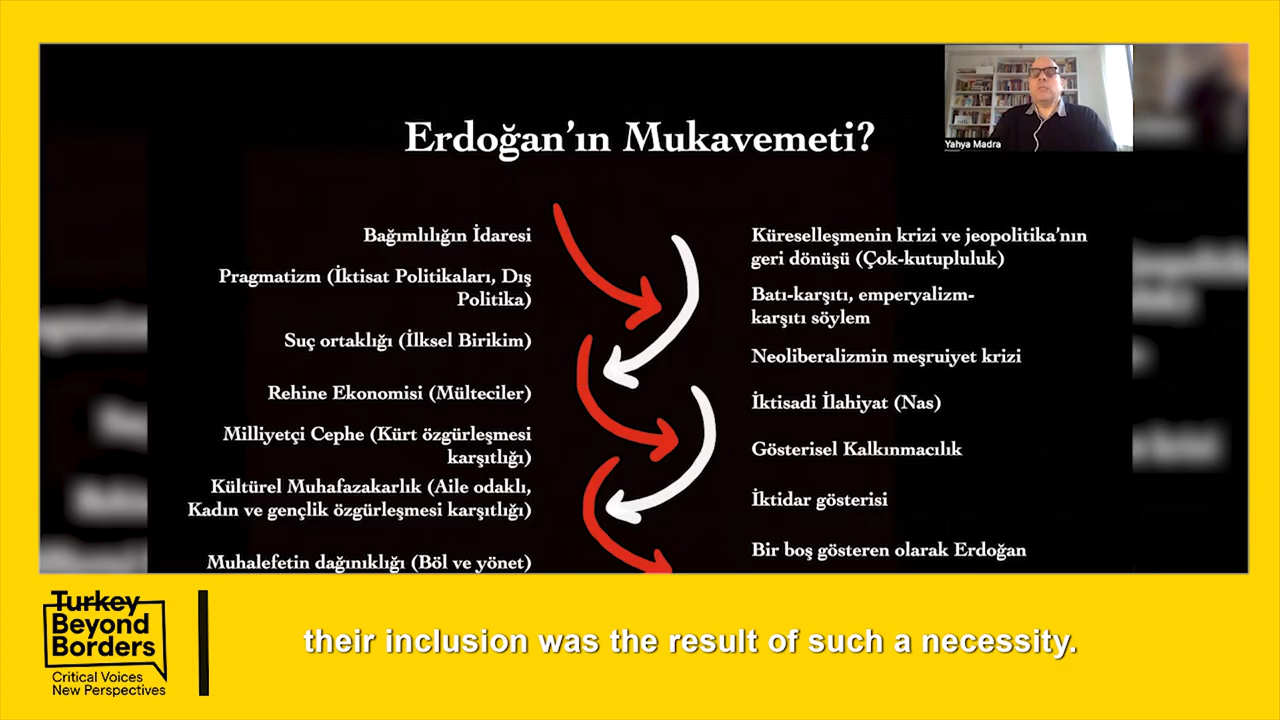 Yahya Madra
Erdoğan’ın Mukavemeti?
Bağımlılığın İdaresi
Pragmatizm (İktisat Politikaları, Dış
Politika)
Suç ortaklığı (İlksel Birikim)
Rehine Ekonomisi (Mülteciler)
Milliyetçi Cephe (Kürt özgürleşmesi
karşıtlığı)
Kültürel Muhafazakarlık (Aile odaklı,
Kadın ve gençlik özgürleşmesi karşıtlığı)
Muhalefetin dağınıklığı (Böl ve yönet)
Küreselleşmenin krizi ve jeopolitika’nın
geri dönüşü (Çok-kutupluluk)
Batı-karşıtı, emperyalizm-
karşıtı söylem
Neoliberalizmin meşruiyet krizi
İktisadi İlahiyat (Nas)
Gösterisel Kalkınmacılık
İktidar gösterisi
Bir boş gösteren olarak Erdoğan
Turkey
Beyond
Borders
Critical Voices
New Perspectives
their inclusion was the result of such a necessity.